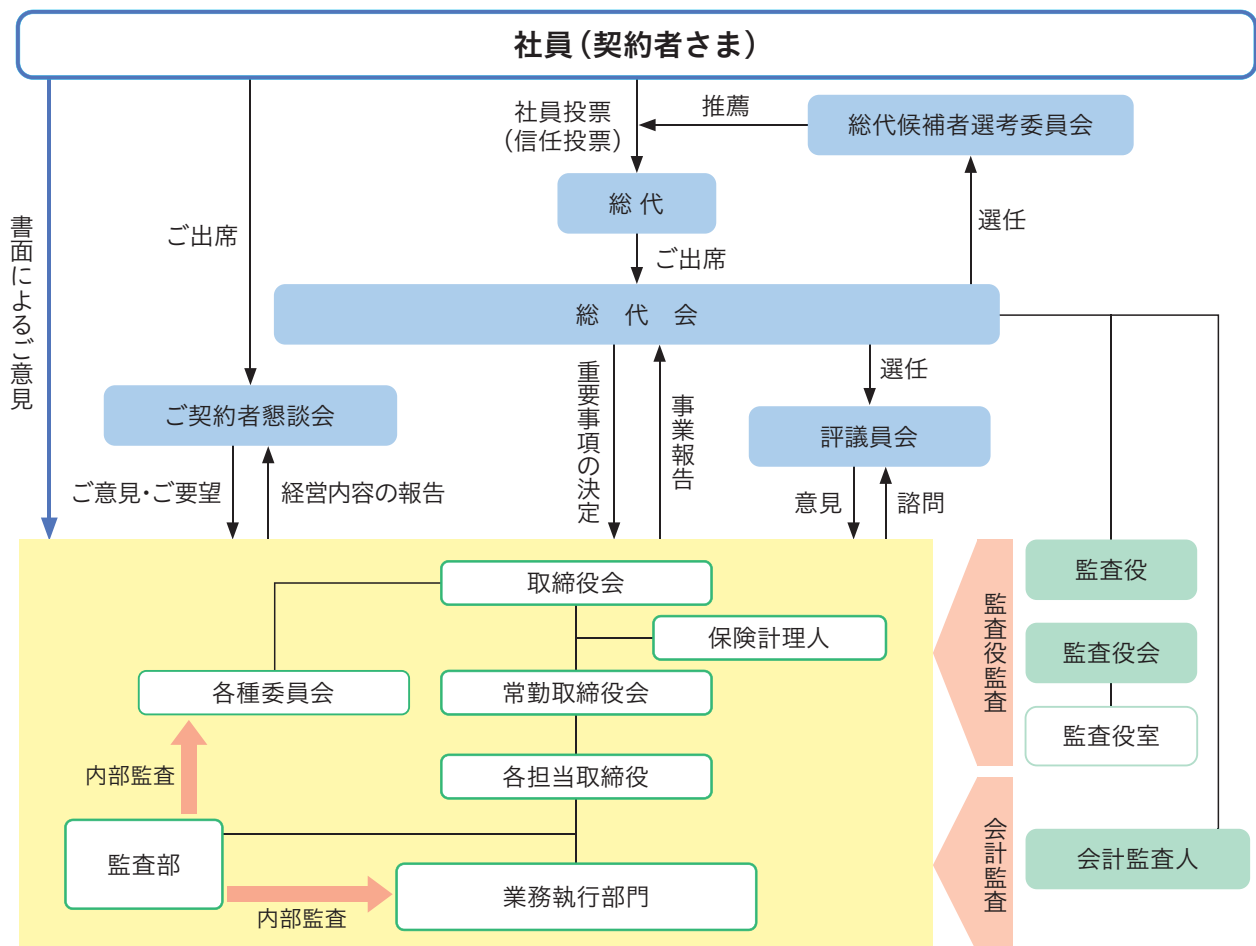 社員（契約者さま）
社員投票
（信任投票）
推薦
総代候補者選考委員会
総代
選任
書面によるご意見
ご出席
ご出席
総代会
ご契約者懇談会
重要事項の決定
事業報告
選任
評議員会
ご意見・ご要望
経営内容の報告
意見
諮問
取締役会
保険計理人
各種委員会
常勤取締役会
内部監査
各担当取締役
監査部
内部監査
業務執行部門
監査役監査
監査役
監査役会
監査役室
会計監査
会計監査人